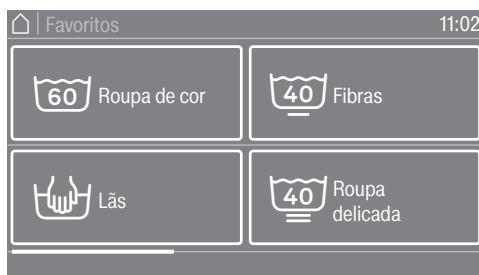 Favoritos
11:02
60 Roupa de cor
40 Fibras
Lãs
40 Roupa
delicada